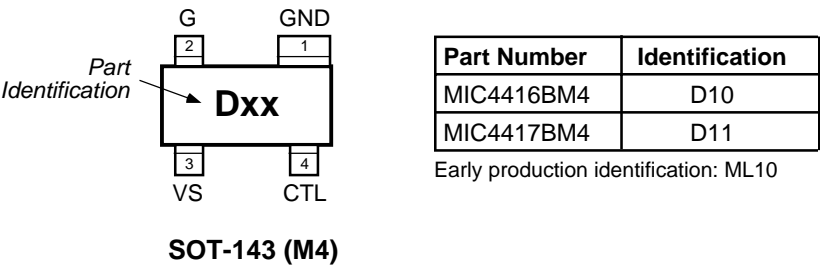 G GND
2 1
Part
Identification
Dxx
3 4
VS CTL
SOT-143 (M4)
Part Number Identification
MIC4416BM4 D10
MIC4417BM4 D11
Early production identification: ML10